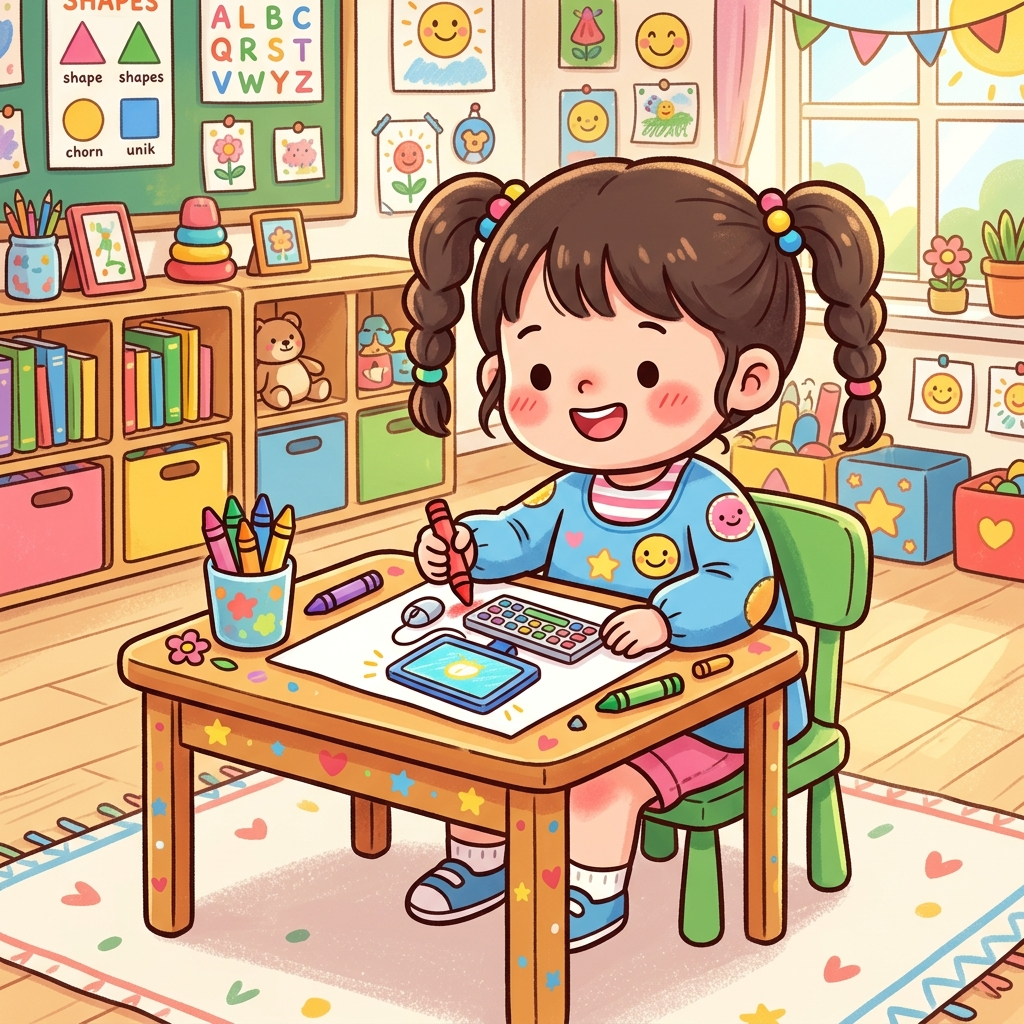 SHAPES
shape shapes
chorn unik
ALBC
QRST
VWYZ